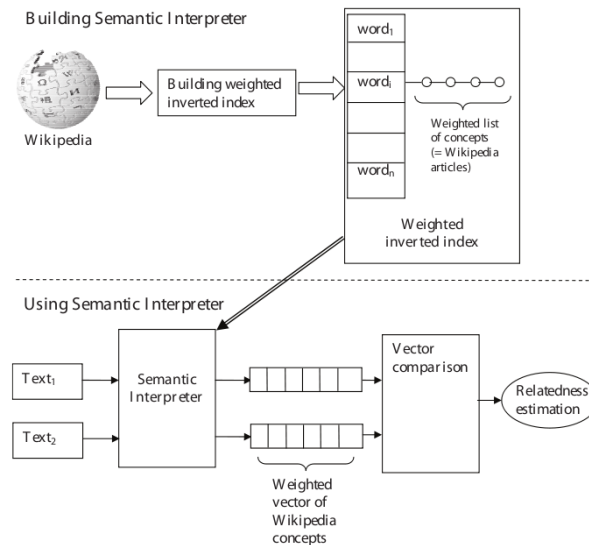 Building Semantic Interpreter
Wikipedia
Building weighted
inverted index
word1
wordi
wordn
Weighted list
of concepts
(= Wikipedia
articles)
Weighted
inverted index
Using Semantic Interpreter
Text1
Text2
Semantic
Interpreter
Weighted
vector of
Wikipedia
concepts
Vector
comparison
Relatedness
estimation